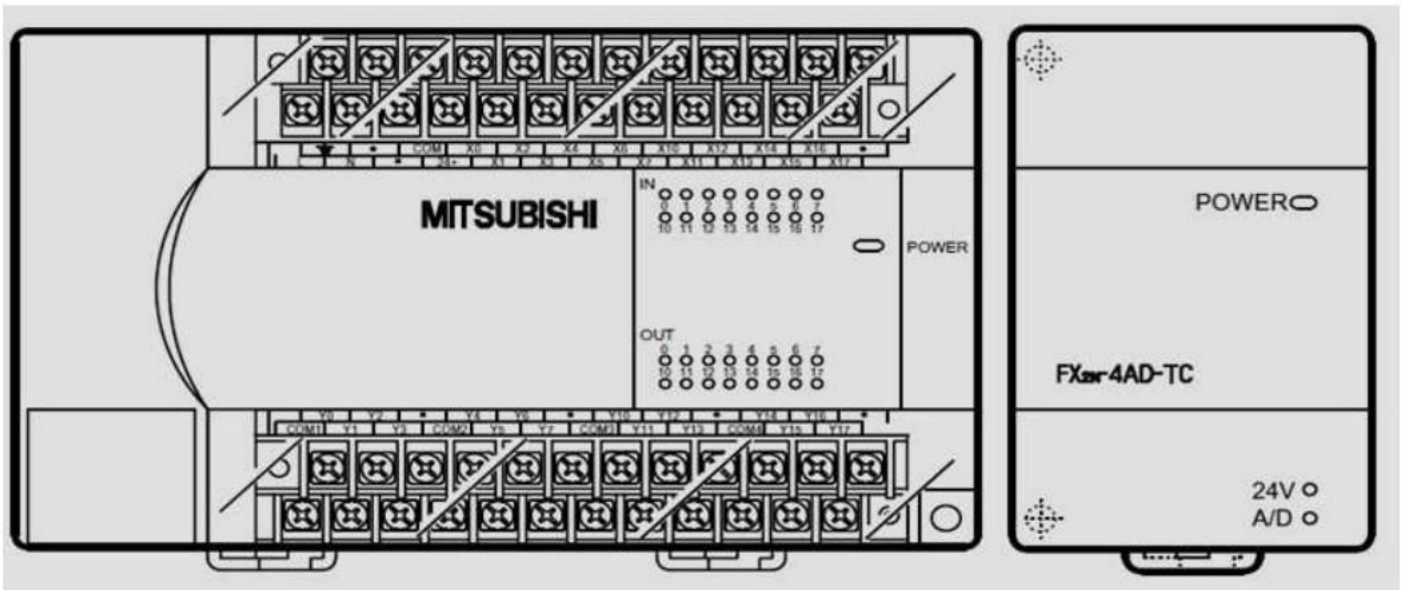 COM X0 X2 X4 X6 X10 X12 X14 X16 •
N • 24+ X1 X3 X5 X7 X11 X13 X15 X17
MITSUBISHI
IN
0 1 2 3 4 5 6 7
10 11 12 13 14 15 16 17
POWER
OUT
0 1 2 3 4 5 6 7
10 11 12 13 14 15 16 17
Y0 Y2 • Y4 Y6 • Y10 Y12 • Y14 Y16 •
COM1 Y1 Y3 COM2 Y5 Y7 COM3 Y11 Y13 COM4 Y15 Y17
POWER
FX2N-4AD-TC
24V
A/D